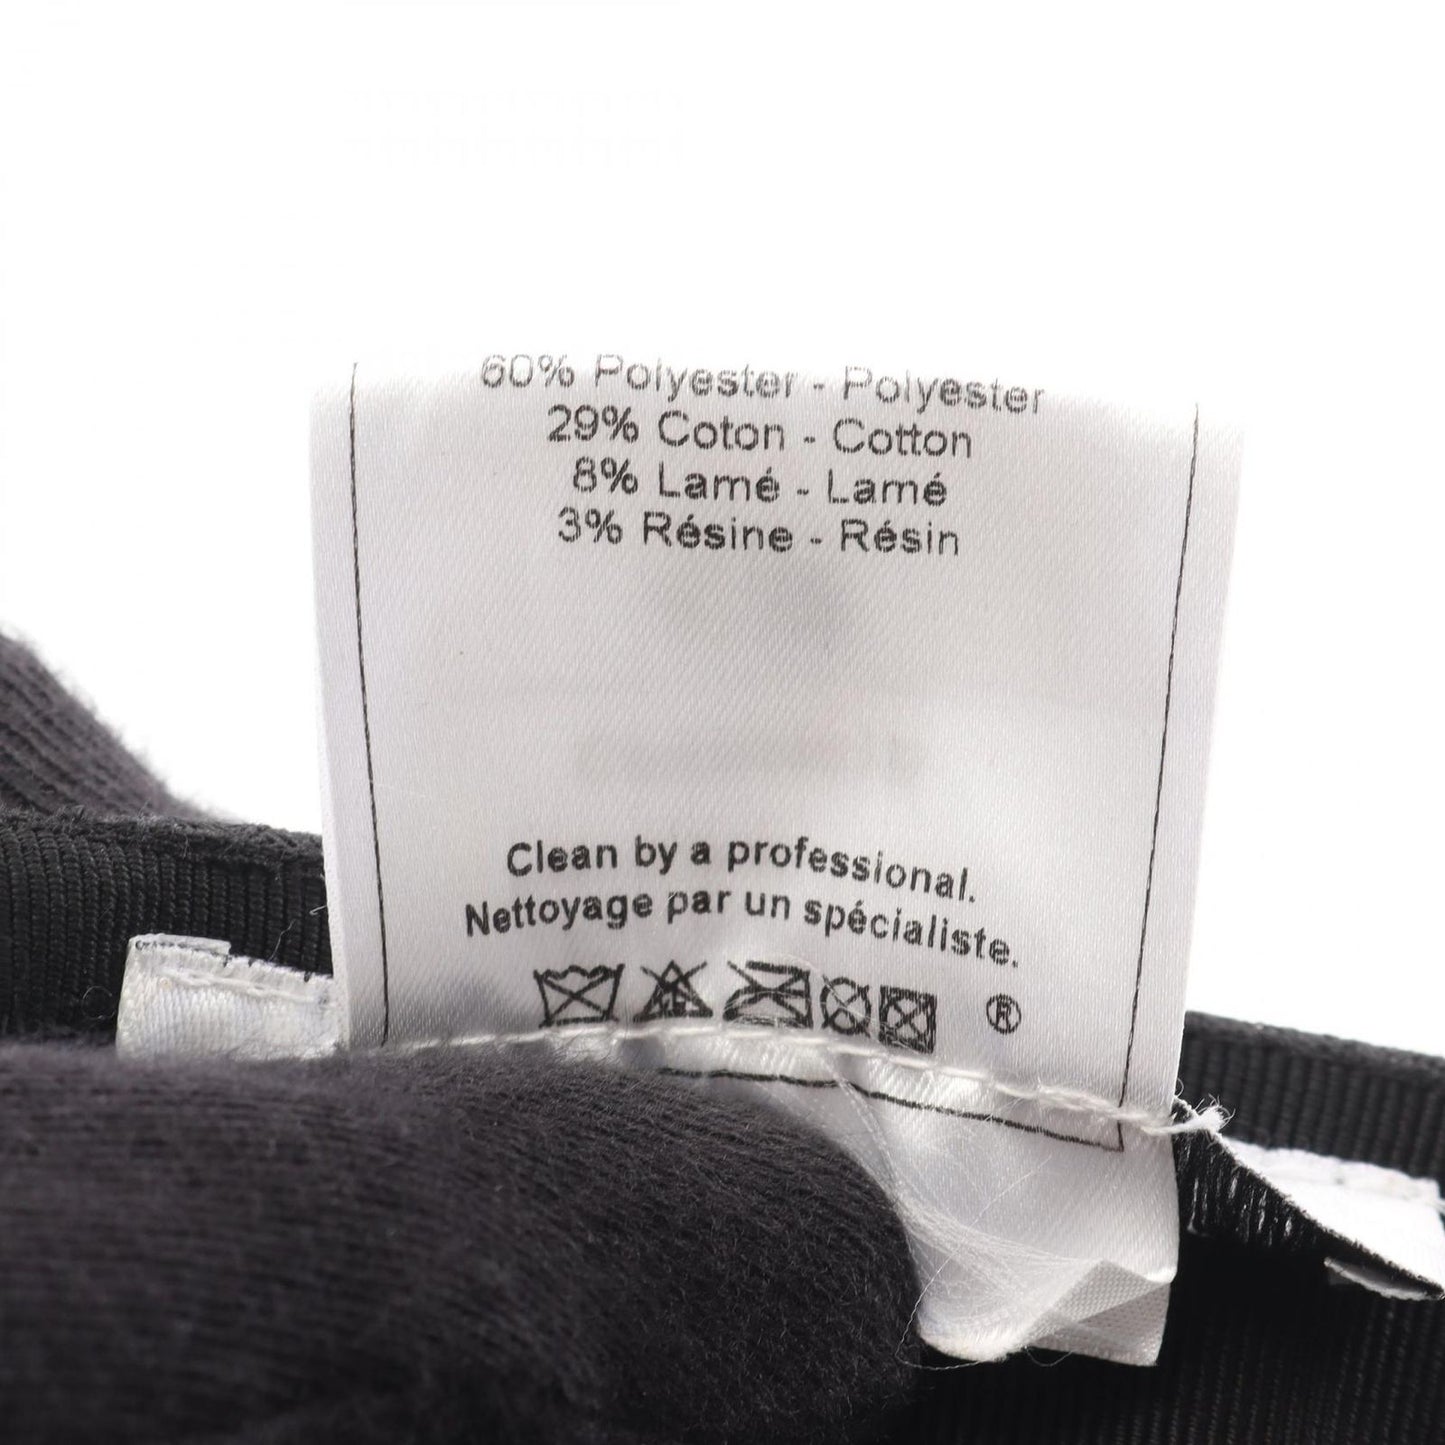 60% Polyester - Polyester
29% Coton - Cotton
8% Lamé - Lamé
3% Résine - Résin
Clean by a professional.
Nettoyage par un spécialiste.
®